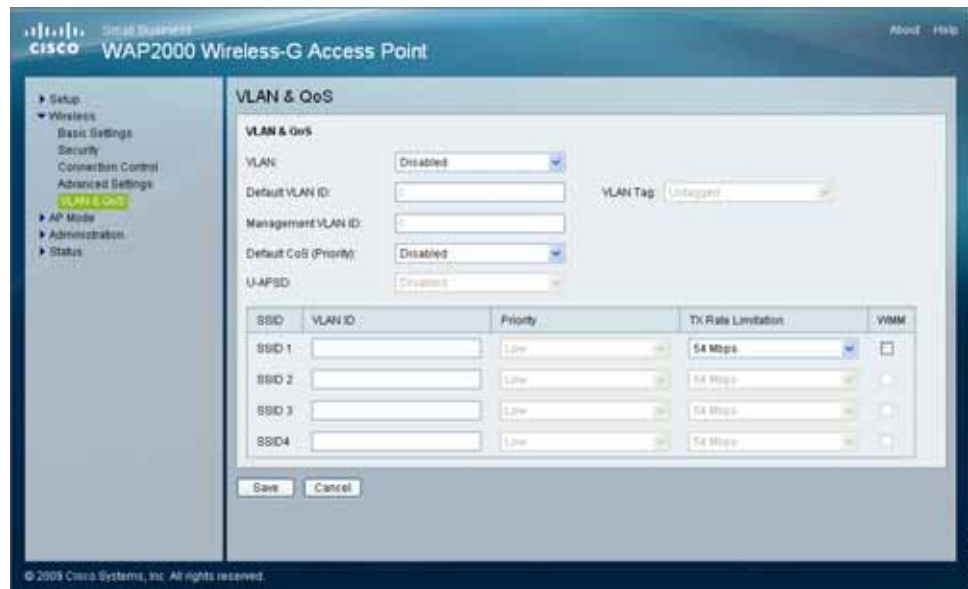 Small Business
CISCO WAP2000 Wireless-G Access Point
About Help
Setup
Wireless
Basic Settings
Security
Connection Control
Advanced Settings
VLAN & QoS
AP Mode
Administration
Status
VLAN & QoS
VLAN & QoS
VLAN: Disabled
Default VLAN ID: VLAN Tag: Untagged
Management VLAN ID:
Default CoS (Priority): Disabled
U-APSD: Disabled
SSID VLAN ID Priority TX Rate Limitation WMM
SSID 1 Low 54 Mbps
SSID 2 Low 54 Mbps
SSID 3 Low 54 Mbps
SSID4 Low 54 Mbps
Save Cancel
© 2009 Cisco Systems, Inc. All rights reserved.